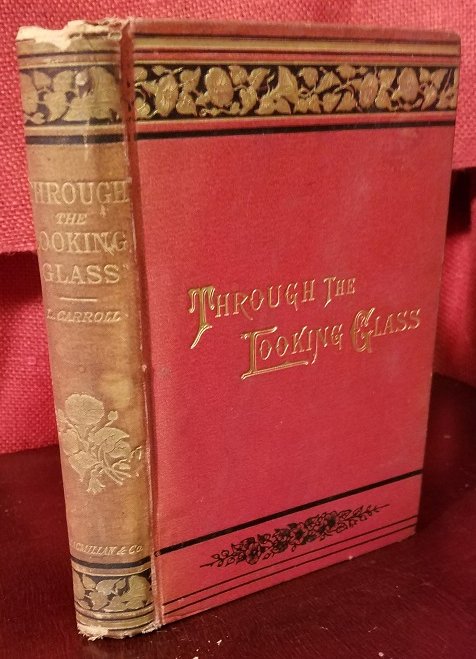 THROUGH
THE
LOOKING
GLASS
L. CARROLL
MACMILLAN & CO.
THROUGH THE
LOOKING GLASS